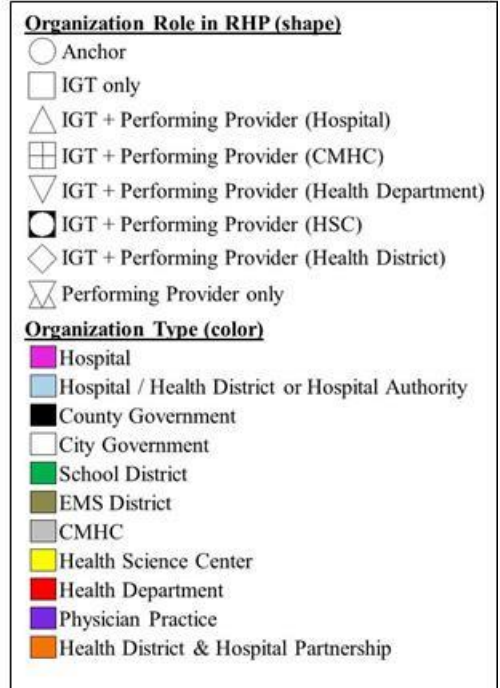 Organization Role in RHP (shape)
Anchor
IGT only
IGT + Performing Provider (Hospital)
IGT + Performing Provider (CMHC)
IGT + Performing Provider (Health Department)
IGT + Performing Provider (HSC)
IGT + Performing Provider (Health District)
Performing Provider only
Organization Type (color)
Hospital
Hospital / Health District or Hospital Authority
County Government
City Government
School District
EMS District
CMHC
Health Science Center
Health Department
Physician Practice
Health District & Hospital Partnership